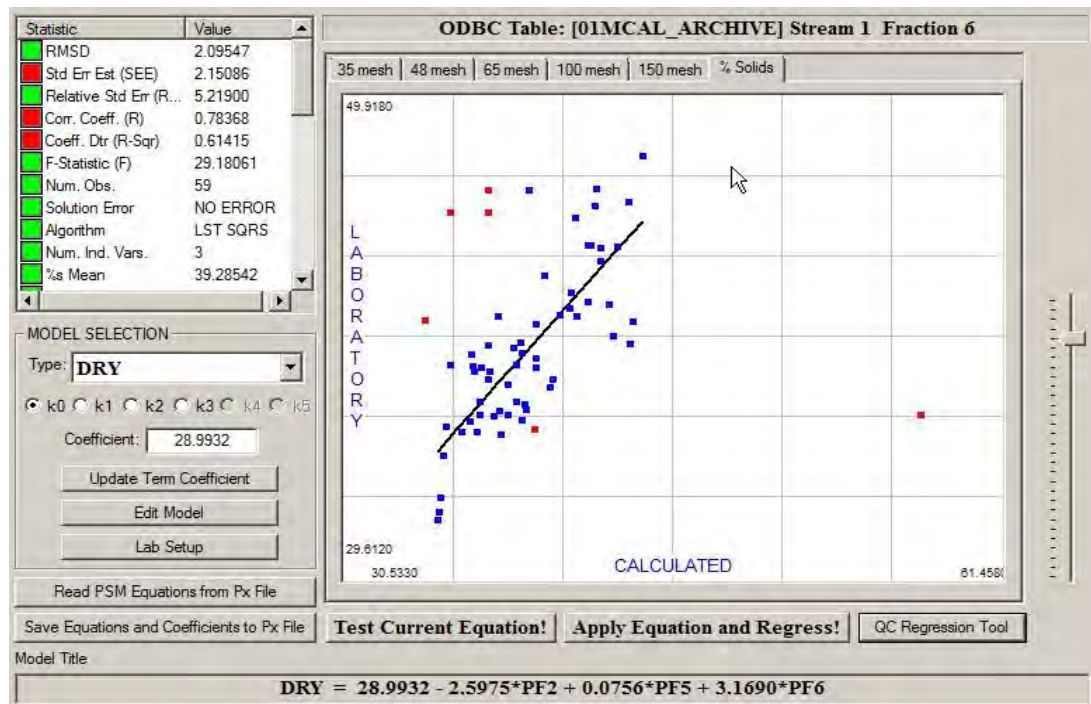 Statistic Value
RMSD 2.09547
Std Err Est (SEE) 2.15086
Relative Std Err (R... 5.21900
Corr. Coeff. (R) 0.78368
Coeff. Dtr (R-Sqr) 0.61415
F-Statistic (F) 29.18061
Num. Obs. 59
Solution Error NO ERROR
Algorithm LST SQRS
Num. Ind. Vars. 3
%s Mean 39.28542
MODEL SELECTION
Type: DRY
k0 k1 k2 k3 k4 k5
Coefficient: 28.9932
Update Term Coefficient
Edit Model
Lab Setup
Read PSM Equations from Px File
Save Equations and Coefficients to Px File
ODBC Table: [01MCAL_ARCHIVE] Stream 1 Fraction 6
35 mesh 48 mesh 65 mesh 100 mesh 150 mesh % Solids
49.9180
LABORATORY
29.6120
30.5330 CALCULATED 61.458
Test Current Equation! Apply Equation and Regress! QC Regression Tool
Model Title
DRY = 28.9932 - 2.5975*PF2 + 0.0756*PF5 + 3.1690*PF6